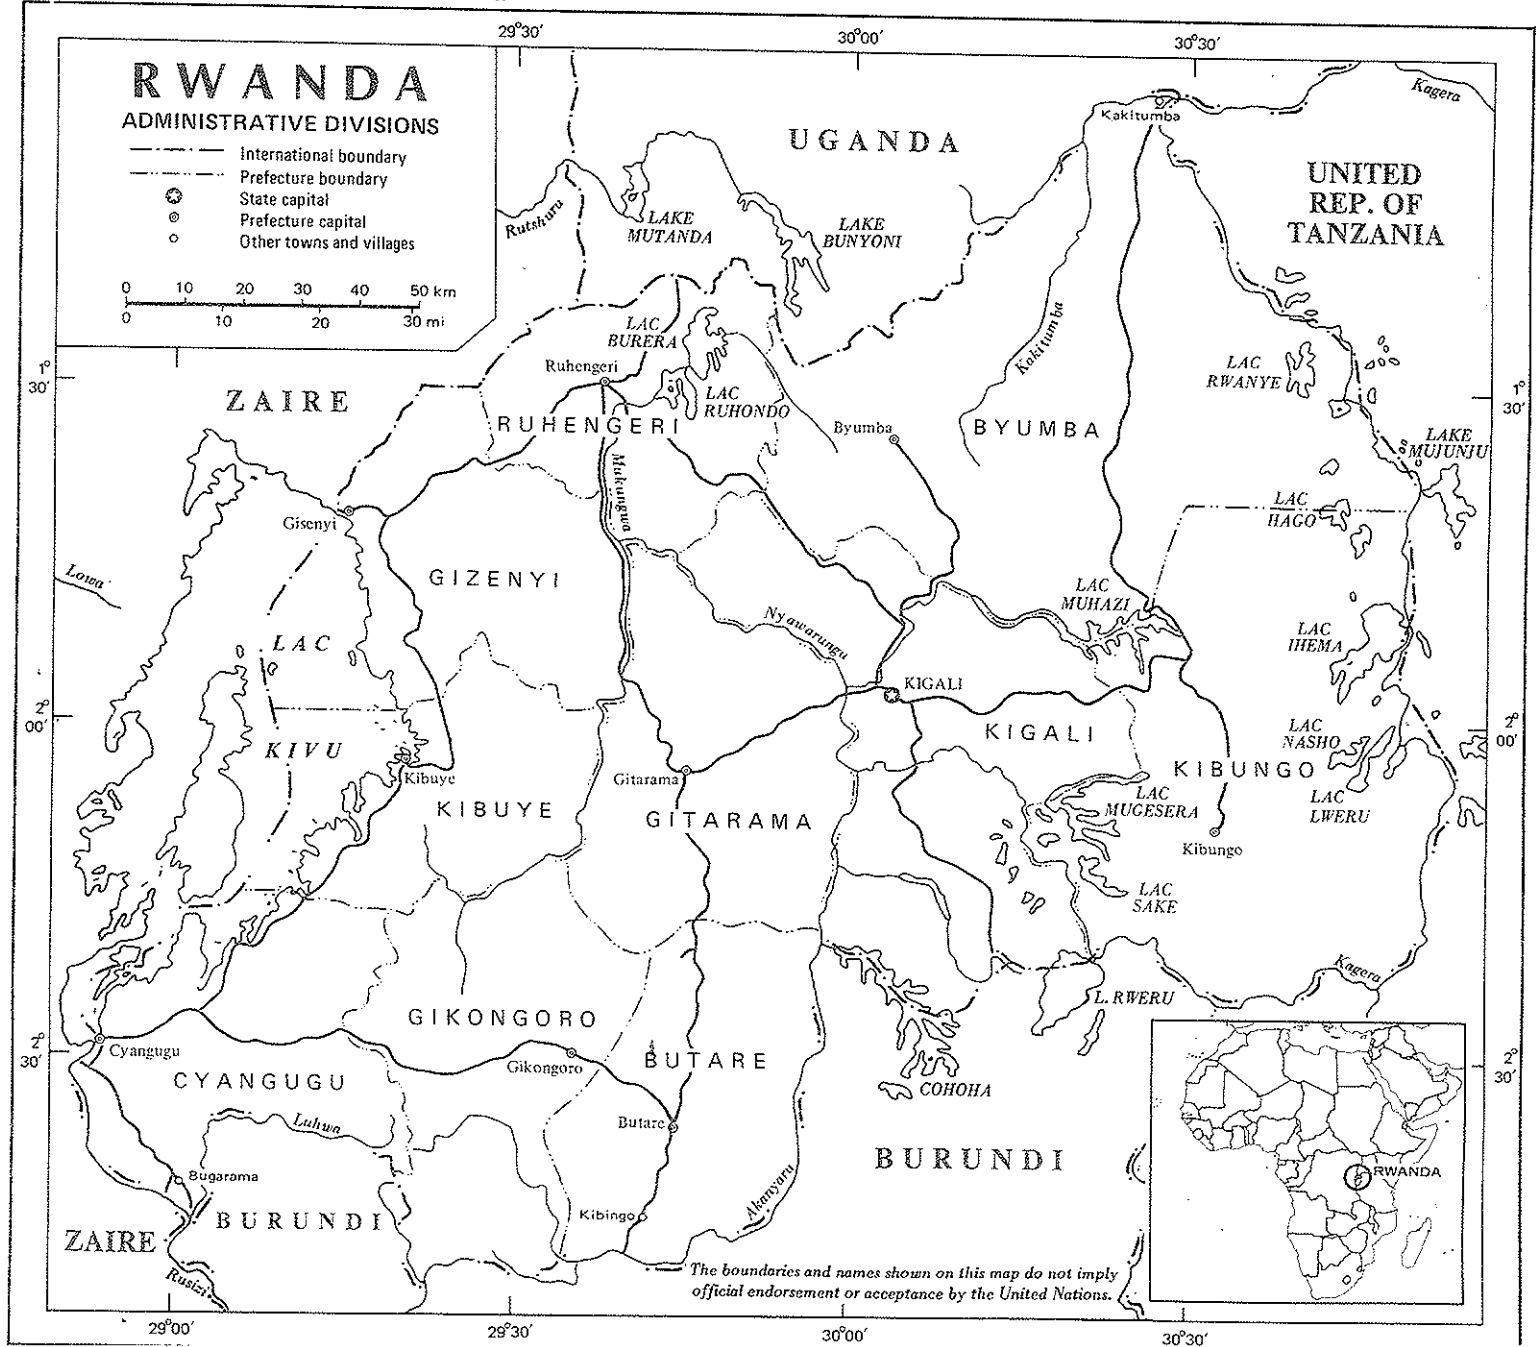 29°30′
30°00′
30°30′
RWANDA
ADMINISTRATIVE DIVISIONS
International boundary
Prefecture boundary
State capital
Prefecture capital
Other towns and villages
0 10 20 30 40 50 km
0 10 20 30 mi
UGANDA
Kakitumba
Kagera
UNITED
REP. OF
TANZANIA
Rutshuru
LAKE
MUTANDA
LAKE
BUNYONI
LAC
BURERA
Kakitumba
1°
30′
ZAIRE
Ruhengeri
LAC
RUHONDO
RUHENGERI
Byumba
BYUMBA
LAC
RWANYE
1°
30′
LAKE
MUJUNJU
Mukungwa
Gisenyi
LAC
HAGO
Lowa
GIZENYI
LAC
MUHAZI
Nyawarungu
LAC
IHEMA
LAC
KIVU
KIGALI
2°
00′
KIGALI
LAC
NASHO
2°
00′
Kibuye
Gitarama
KIBUNGO
KIBUYE
GITARAMA
LAC
MUGESERA
LAC
LWERU
Kibungo
LAC
SAKE
Kagera
L. RWERU
GIKONGORO
2°
30′
Cyangugu
Gikongoro
BUTARE
CYANGUGU
COHOHA
2°
30′
Luhwa
Butare
BURUNDI
RWANDA
Bugarama
Akanyaru
BURUNDI
Kibingo
ZAIRE
Rusizi
The boundaries and names shown on this map do not imply
official endorsement or acceptance by the United Nations.
29°00′
29°30′
30°00′
30°30′